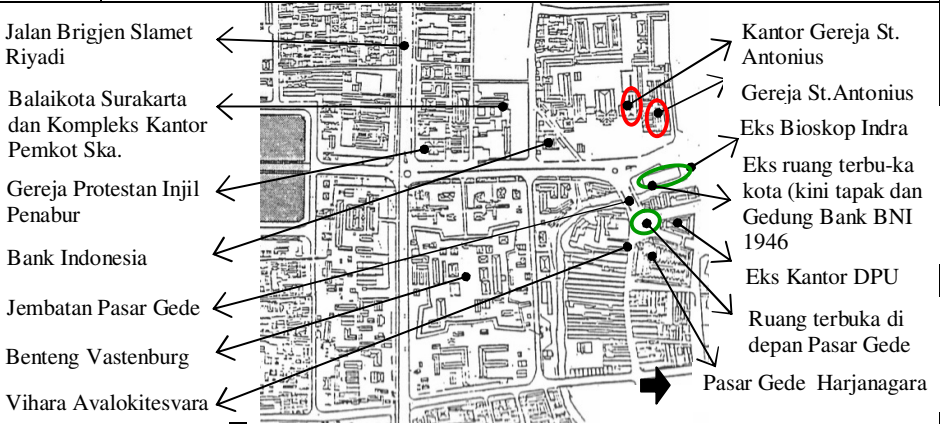 Jalan Brigjen Slamet
Riyadi
Balaikota Surakarta
dan Kompleks Kantor
Pemkot Ska.
Gereja Protestan Injil
Penabur
Bank Indonesia
Jembatan Pasar Gede
Benteng Vastenburg
Vihara Avalokitesvara
Kantor Gereja St.
Antonius
Gereja St.Antonius
Eks Bioskop Indra
Eks ruang terbu-ka
kota (kini tapak dan
Gedung Bank BNI
1946
Eks Kantor DPU
Ruang terbuka di
depan Pasar Gede
Pasar Gede Harjanagara